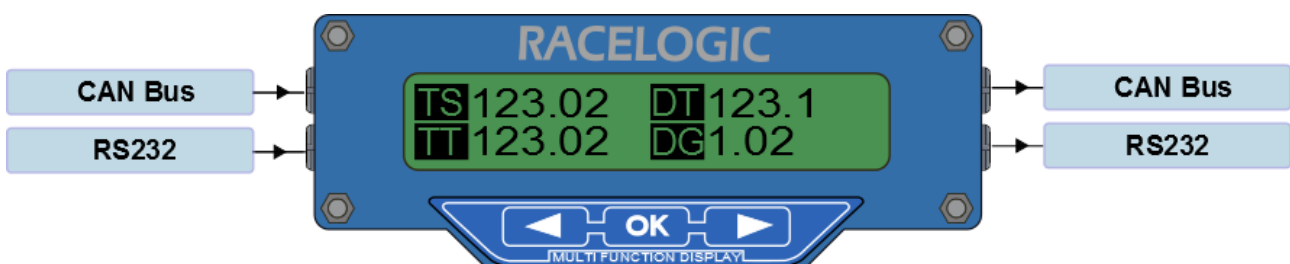 RACELOGIC
CAN Bus
RS232
TS 123.02 DT 123.1
TT 123.02 DG 1.02
CAN Bus
RS232
OK
MULTI FUNCTION DISPLAY